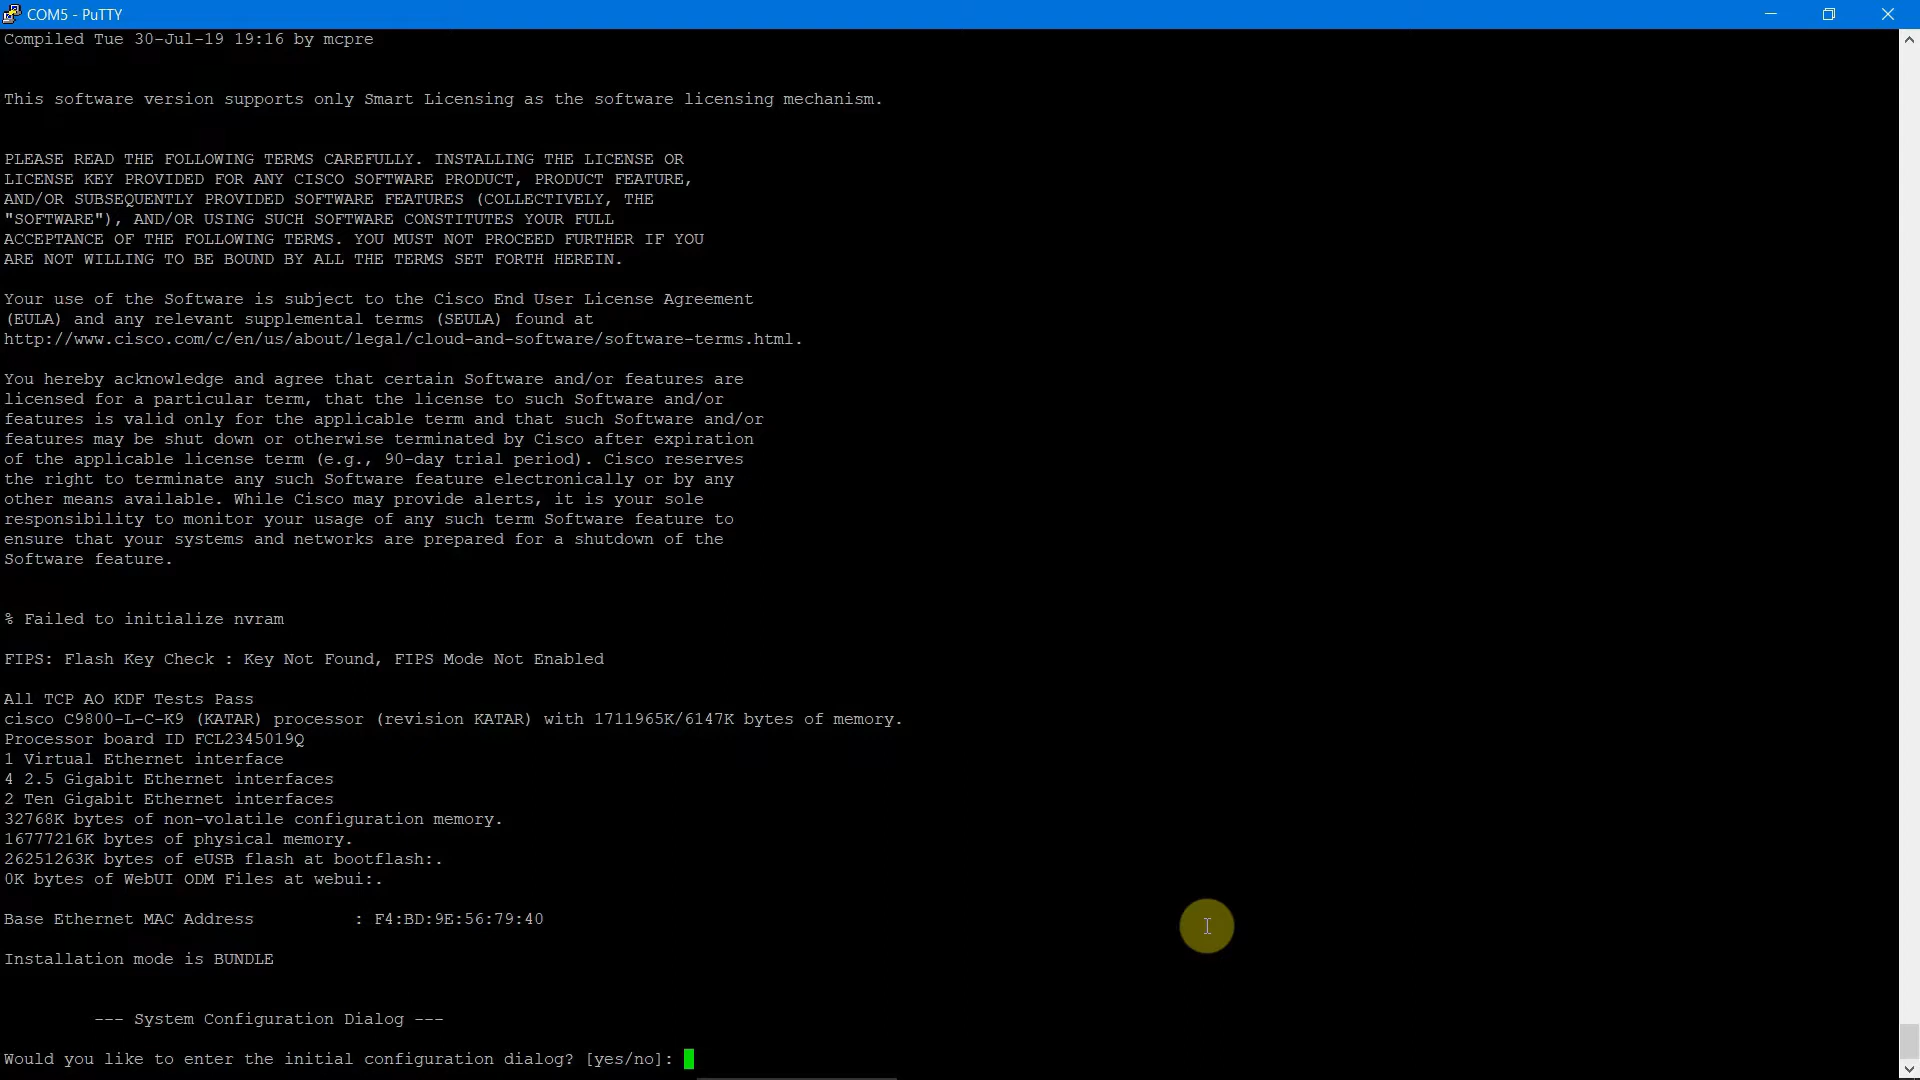 COM5 - PuTTY
Compiled Tue 30-Jul-19 19:16 by mcpre
This software version supports only Smart Licensing as the software licensing mechanism.
PLEASE READ THE FOLLOWING TERMS CAREFULLY. INSTALLING THE LICENSE OR
LICENSE KEY PROVIDED FOR ANY CISCO SOFTWARE PRODUCT, PRODUCT FEATURE,
AND/OR SUBSEQUENTLY PROVIDED SOFTWARE FEATURES (COLLECTIVELY, THE
"SOFTWARE"), AND/OR USING SUCH SOFTWARE CONSTITUTES YOUR FULL
ACCEPTANCE OF THE FOLLOWING TERMS. YOU MUST NOT PROCEED FURTHER IF YOU
ARE NOT WILLING TO BE BOUND BY ALL THE TERMS SET FORTH HEREIN.
Your use of the Software is subject to the Cisco End User License Agreement
(EULA) and any relevant supplemental terms (SEULA) found at
http://www.cisco.com/c/en/us/about/legal/cloud-and-software/software-terms.html.
You hereby acknowledge and agree that certain Software and/or features are
licensed for a particular term, that the license to such Software and/or
features is valid only for the applicable term and that such Software and/or
features may be shut down or otherwise terminated by Cisco after expiration
of the applicable license term (e.g., 90-day trial period). Cisco reserves
the right to terminate any such Software feature electronically or by any
other means available. While Cisco may provide alerts, it is your sole
responsibility to monitor your usage of any such term Software feature to
ensure that your systems and networks are prepared for a shutdown of the
Software feature.
% Failed to initialize nvram
FIPS: Flash Key Check : Key Not Found, FIPS Mode Not Enabled
All TCP AO KDF Tests Pass
cisco C9800-L-C-K9 (KATAR) processor (revision KATAR) with 1711965K/6147K bytes of memory.
Processor board ID FCL2345019Q
1 Virtual Ethernet interface
4 2.5 Gigabit Ethernet interfaces
2 Ten Gigabit Ethernet interfaces
32768K bytes of non-volatile configuration memory.
16777216K bytes of physical memory.
26251263K bytes of eUSB flash at bootflash:.
0K bytes of WebUI ODM Files at webui:.
Base Ethernet MAC Address          : F4:BD:9E:56:79:40
Installation mode is BUNDLE
--- System Configuration Dialog ---
Would you like to enter the initial configuration dialog? [yes/no]: